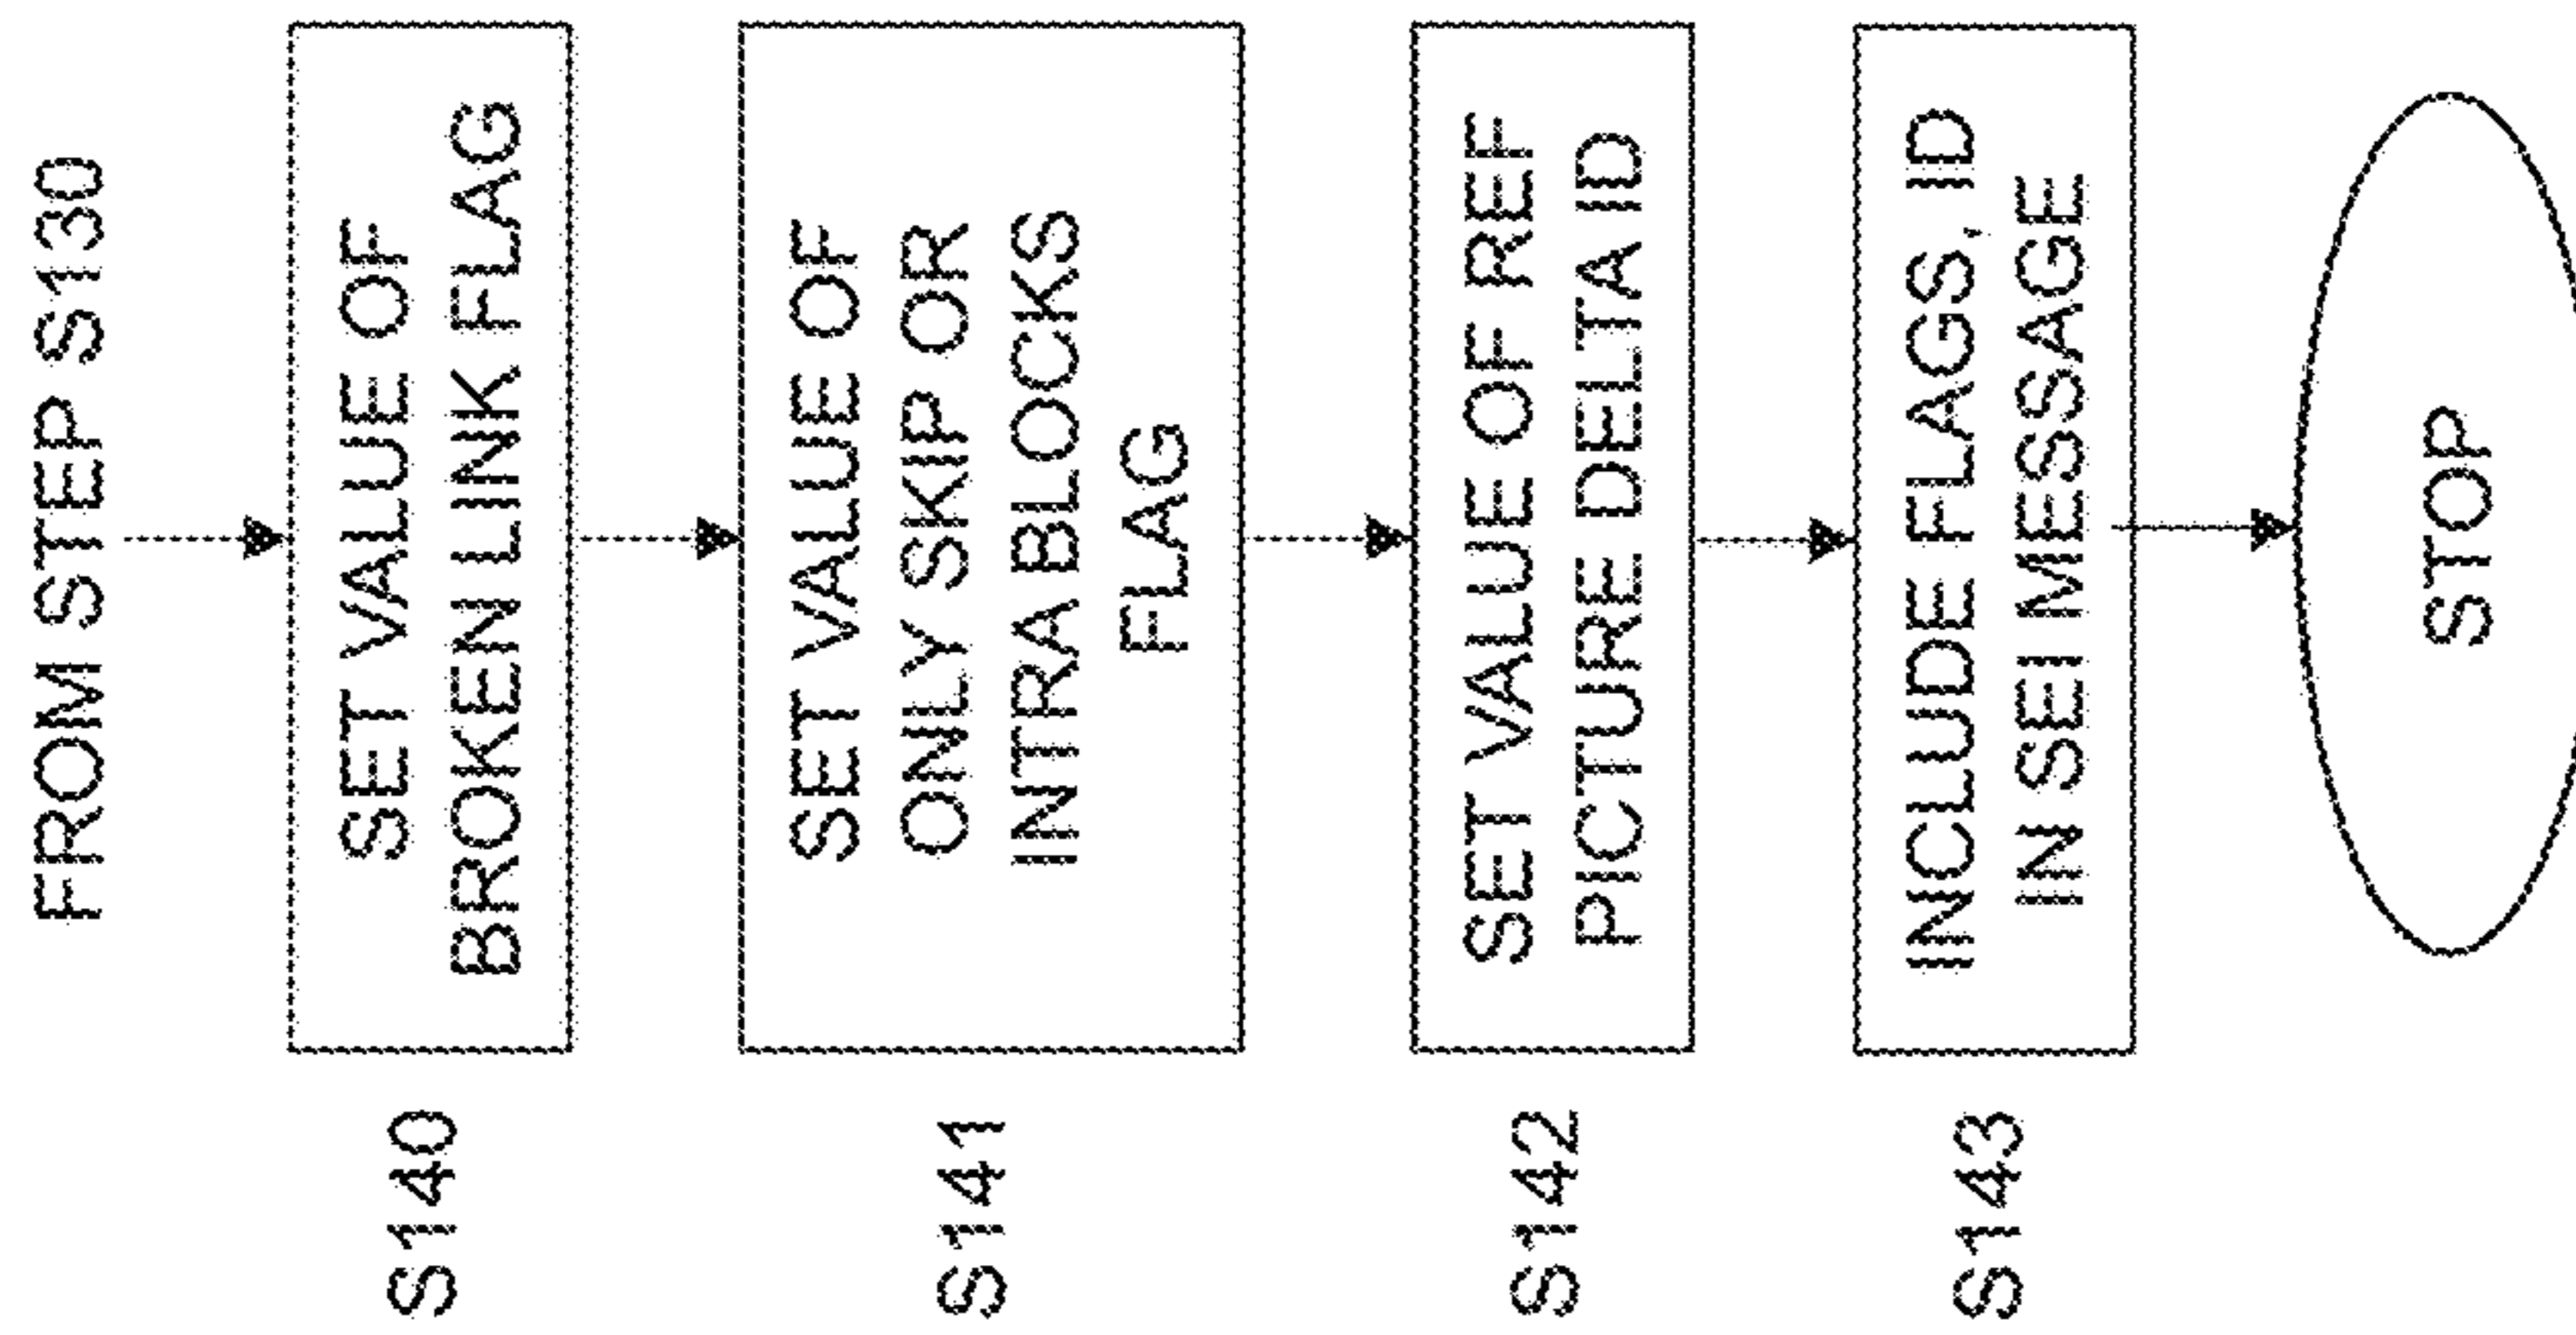 FROM STEP S130
S140
SET VALUE OF
BROKEN LINK FLAG
S141
SET VALUE OF
ONLY SKIP OR
INTRA BLOCKS
FLAG
S142
SET VALUE OF REF
PICTURE DELTA ID
S143
INCLUDE FLAGS, ID
IN SEI MESSAGE
STOP